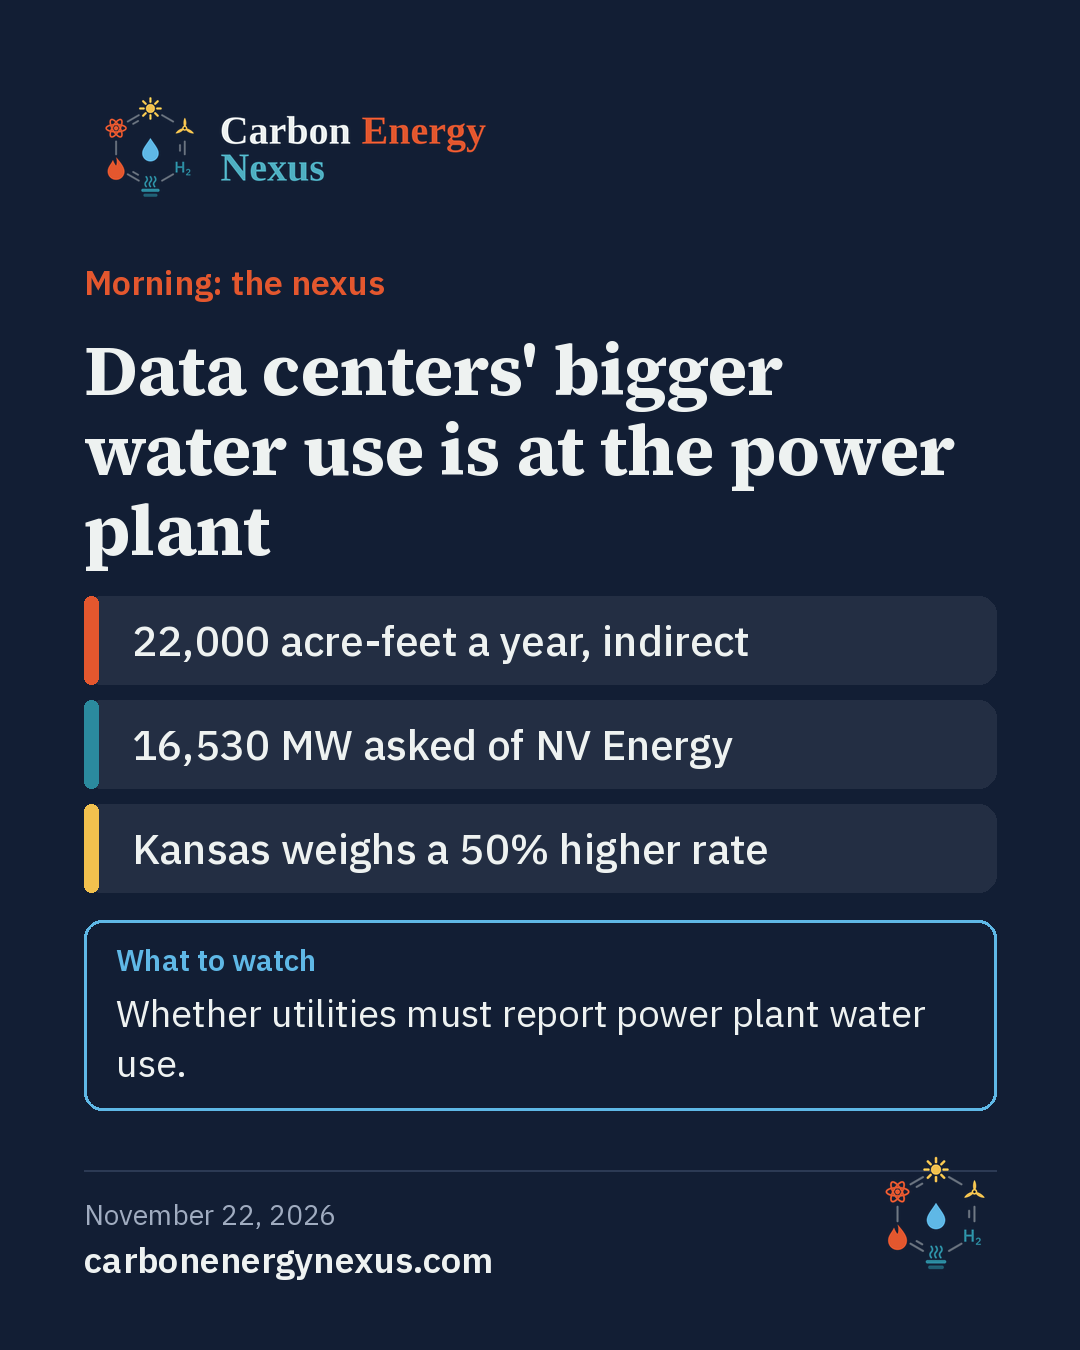 Carbon Energy
Nexus
H₂
Morning: the nexus
Data centers' bigger
water use is at the power
plant
22,000 acre-feet a year, indirect
16,530 MW asked of NV Energy
Kansas weighs a 50% higher rate
What to watch
Whether utilities must report power plant water
use.
November 22, 2026
carbonenergynexus.com
H₂